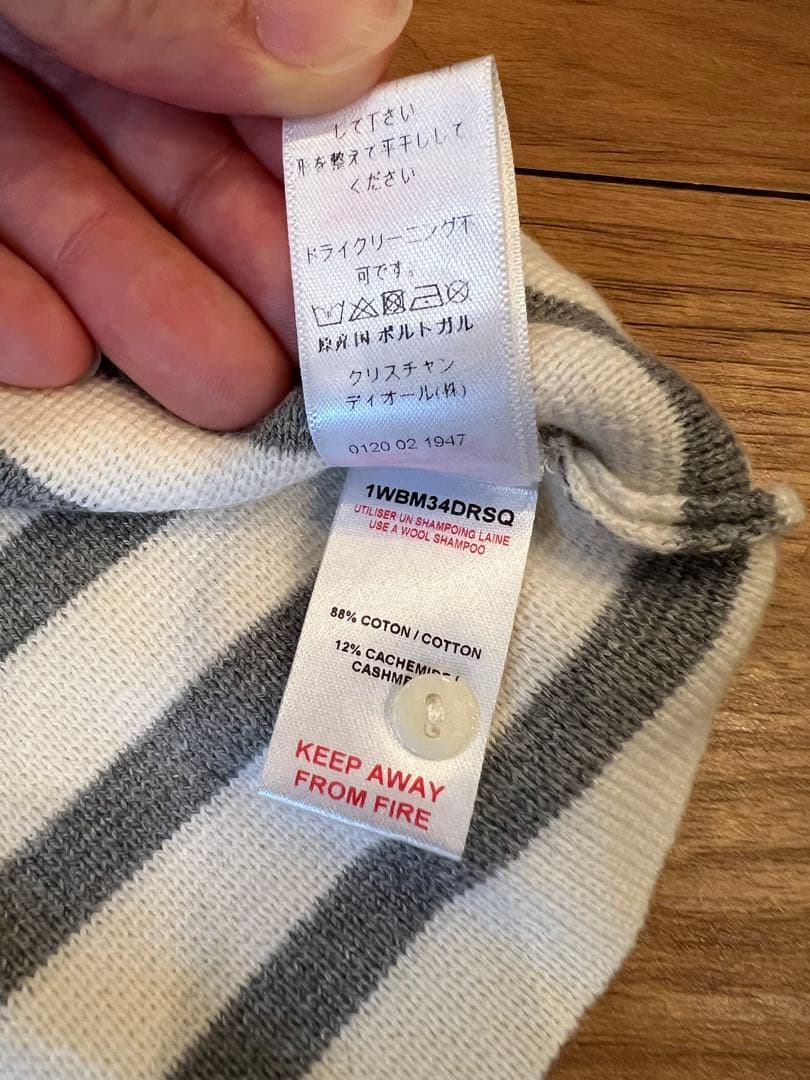 して下さい
形を整えて平干しして
ください
ドライクリーニング不
可です。
原産国 ポルトガル
クリスチャン
ディオール(株)
0120 02 1947
1WBM34DRSQ
UTILISER UN SHAMPOING LAINE
USE A WOOL SHAMPOO
88% COTON / COTTON
12%
KEEP AWAY
FROM FIRE